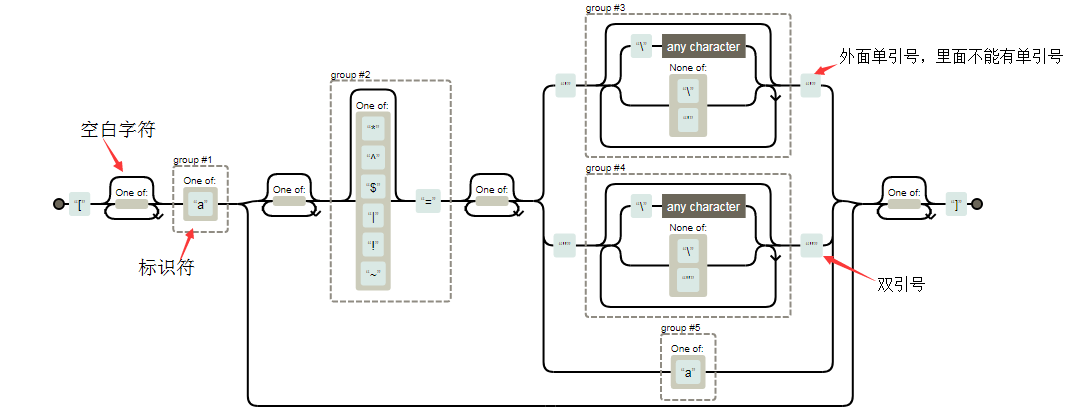 group #3
“\” any character
外面单引号，里面不能有单引号
None of:
group #2
“'”
“\”
“'”
One of:
“'”
空白字符
“*”
“^”
group #1
group #4
One of:
One of:
One of:
“$”
One of:
One of:
“[”
“a”
“|”
“=”
“\” any character
“]”
“!”
None of:
标识符
“~”
“"”
“\”
“"”
“"”
双引号
group #5
One of:
“a”